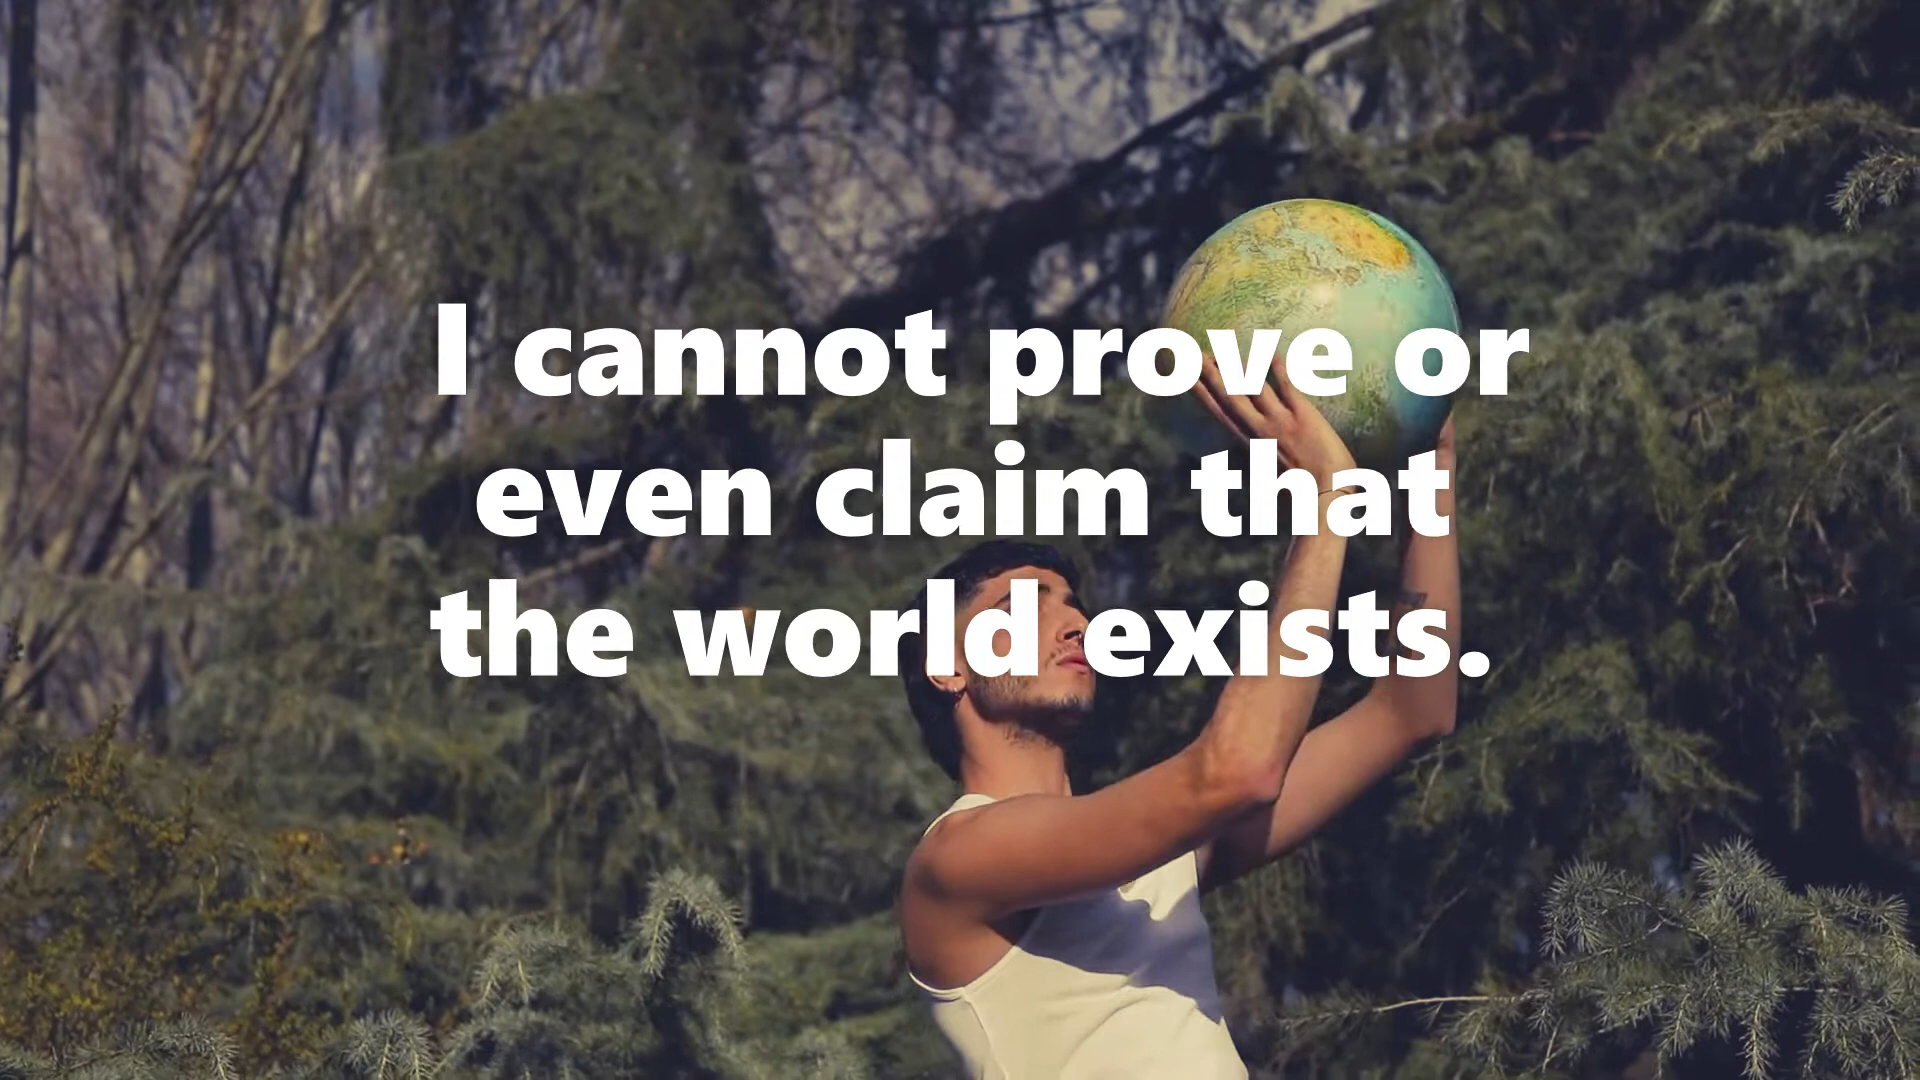 I cannot prove or
even claim that
the world exists.